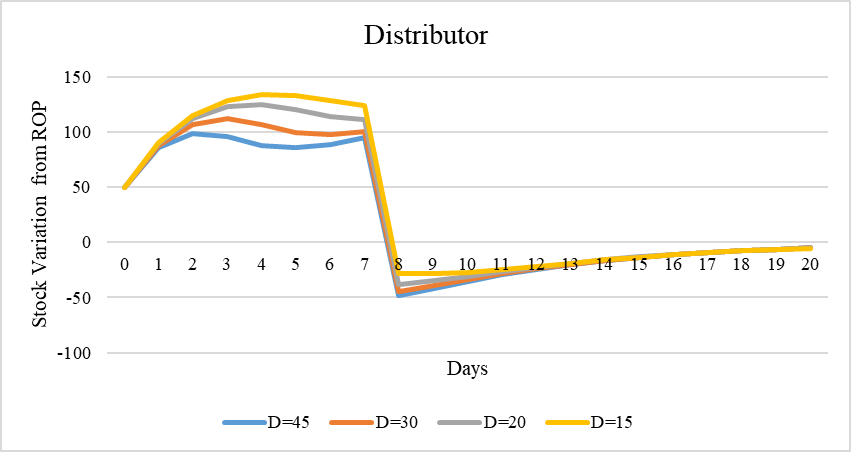 Distributor
Stock Variation from ROP
150
100
50
0
-50
-100
0 1 2 3 4 5 6 7 8 9 10 11 12 13 14 15 16 17 18 19 20
Days
D=45 D=30 D=20 D=15